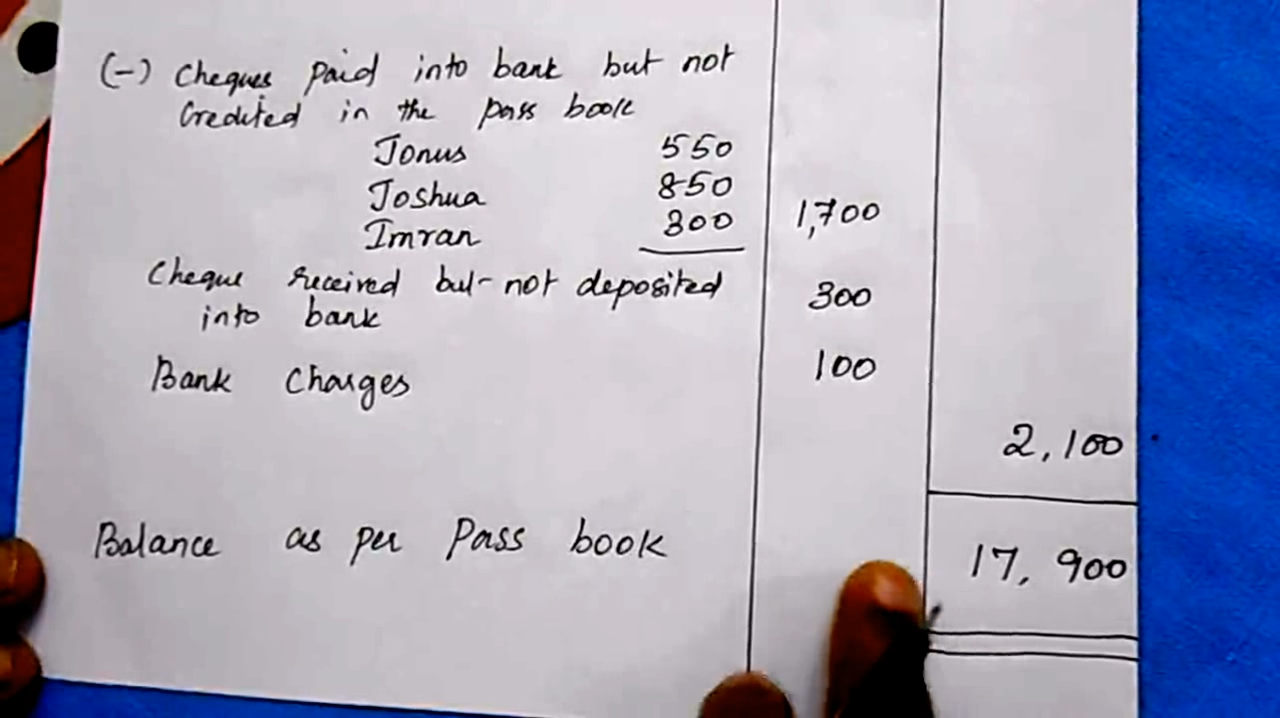 (-) Cheques paid into bank but not
Credited in the pass book
Jonus 550
Joshua 850
Imran 300 1,700
Cheque received but-not deposited 300
into bank
Bank Charges 100
2,100
Balance as per Pass book 17,900